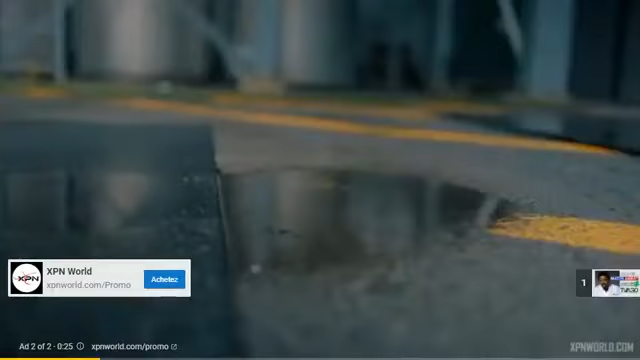 XPN
XPN World
xpnworld.com/Promo
Achetez
1
Ad 2 of 2 · 0:25
xpnworld.com/promo
XPNWORLD.COM